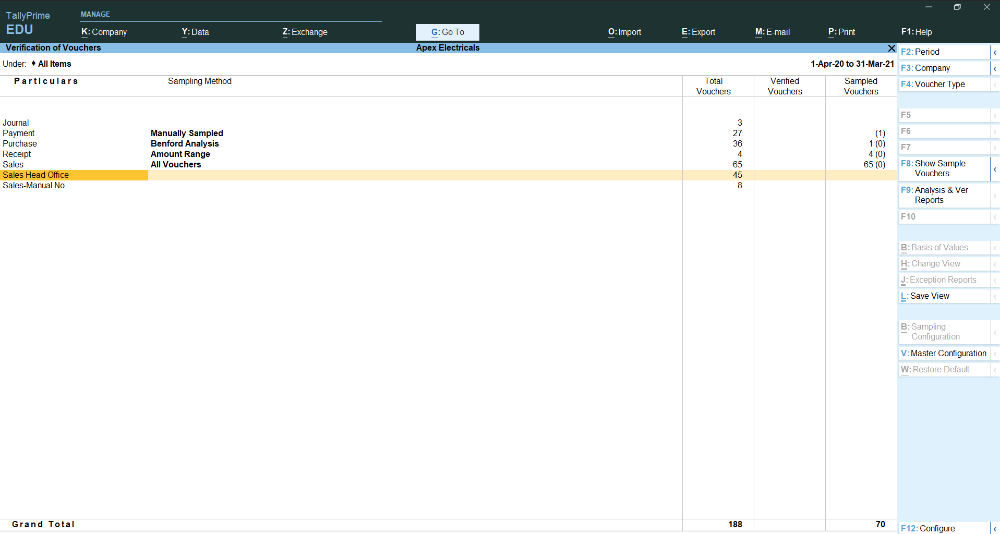 TallyPrime
EDU
MANAGE
K: Company
Y: Data
Z: Exchange
G: Go To
O: Import
E: Export
M: E-mail
P: Print
F1: Help
Verification of Vouchers
Apex Electricals
Under: ♦ All Items
1-Apr-20 to 31-Mar-21
Particulars
Sampling Method
Total
Vouchers
Verified
Vouchers
Sampled
Vouchers
Journal 3
Payment Manually Sampled 27 (1)
Purchase Benford Analysis 36 1 (0)
Receipt Amount Range 4 4 (0)
Sales All Vouchers 65 65 (0)
Sales Head Office 45
Sales-Manual No. 8
Grand Total 188 70
F2: Period
F3: Company
F4: Voucher Type
F5
F6
F7
F8: Show Sample
Vouchers
F9: Analysis & Ver
Reports
F10
B: Basis of Values
H: Change View
J: Exception Reports
L: Save View
B: Sampling
Configuration
V: Master Configuration
W: Restore Default
F12: Configure